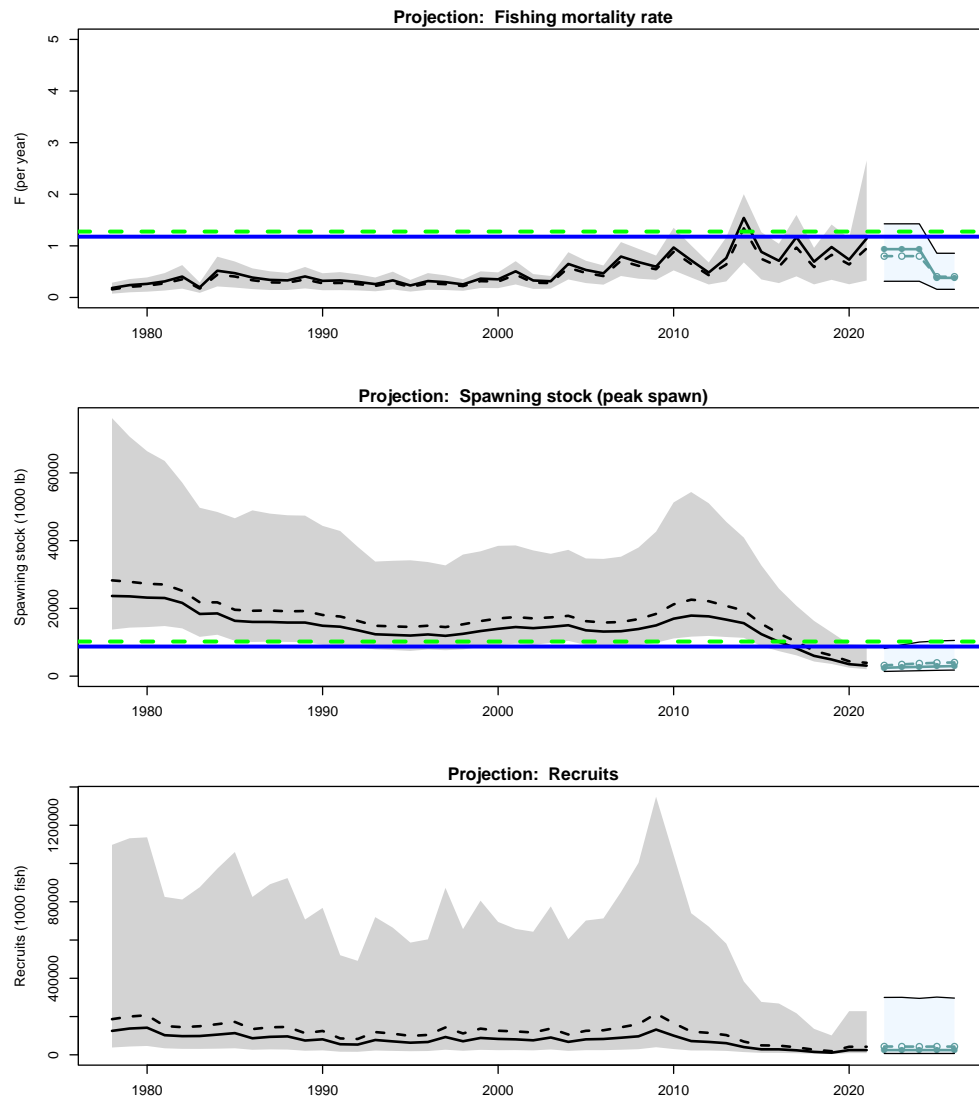 Projection: Fishing mortality rate
F (per year)
5
4
3
2
1
0
1980 1990 2000 2010 2020
Projection: Spawning stock (peak spawn)
Spawning stock (1000 lb)
60000
40000
20000
0
1980 1990 2000 2010 2020
Projection: Recruits
Recruits (1000 fish)
1200000
800000
400000
0
1980 1990 2000 2010 2020